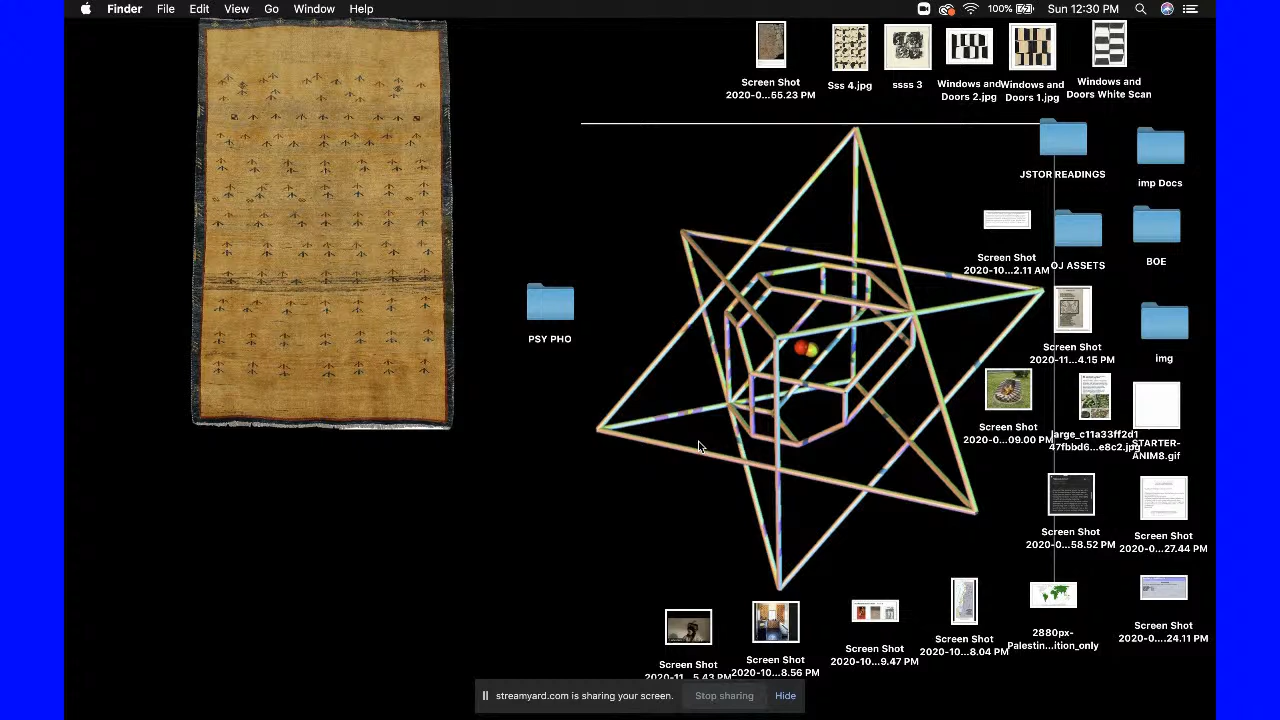 Finder File Edit View Go Window Help 100% Sun 12:30 PM
Screen Shot
2020-0...55.23 PM
Sss 4.jpg
ssss 3
Windows and
Doors 2.jpg
Windows and
Doors 1.jpg
Windows and
Doors White Scan
JSTOR READINGS
imp Docs
Screen Shot
2020-10...2.11 AM
OJ ASSETS
BOE
PSY PHO
Screen Shot
2020-11...4.15 PM
img
Screen Shot
2020-0...09.00 PM
large_c11a33ff2d1
47fbbd6...e8c2.jpg
STARTER-
ANIM8.gif
Screen Shot
2020-0...58.52 PM
Screen Shot
2020-0...27.44 PM
Screen Shot
2020-11...5.43 PM
Screen Shot
2020-10...8.56 PM
Screen Shot
2020-10...9.47 PM
Screen Shot
2020-10...8.04 PM
2880px-
Palestin...ition_only
Screen Shot
2020-0....24.11 PM
streamyard.com is sharing your screen. Stop sharing Hide